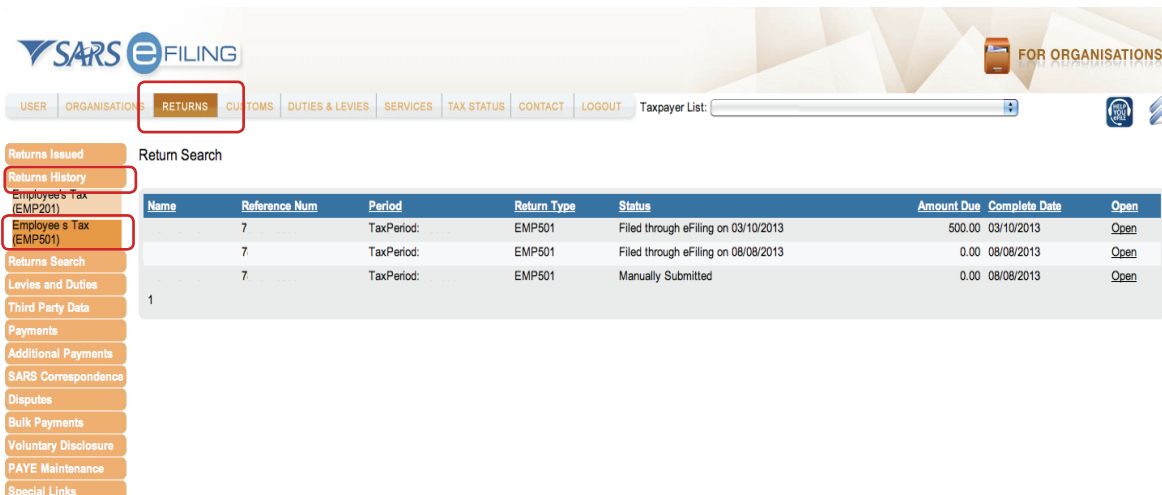 SARS eFILING
FOR ORGANISATIONS
USER ORGANISATIONS RETURNS CUSTOMS DUTIES & LEVIES SERVICES TAX STATUS CONTACT LOGOUT Taxpayer List:
HELP YOU eFILE
Returns Issued
Return Search
Returns History
Employee's Tax
(EMP201)
Name Reference Num Period Return Type Status Amount Due Complete Date Open
Employee s Tax
(EMP501)
7 TaxPeriod: EMP501 Filed through eFiling on 03/10/2013 500.00 03/10/2013 Open
7 TaxPeriod: EMP501 Filed through eFiling on 08/08/2013 0.00 08/08/2013 Open
7 TaxPeriod: EMP501 Manually Submitted 0.00 08/08/2013 Open
1
Returns Search
Levies and Duties
Third Party Data
Payments
Additional Payments
SARS Correspondence
Disputes
Bulk Payments
Voluntary Disclosure
PAYE Maintenance
Special Links